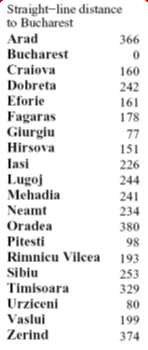 Straight–line distance
to Bucharest
Arad 366
Bucharest 0
Craiova 160
Dobreta 242
Eforie 161
Fagaras 178
Giurgiu 77
Hirsova 151
Iasi 226
Lugoj 244
Mehadia 241
Neamt 234
Oradea 380
Pitesti 98
Rimnicu Vilcea 193
Sibiu 253
Timisoara 329
Urziceni 80
Vaslui 199
Zerind 374